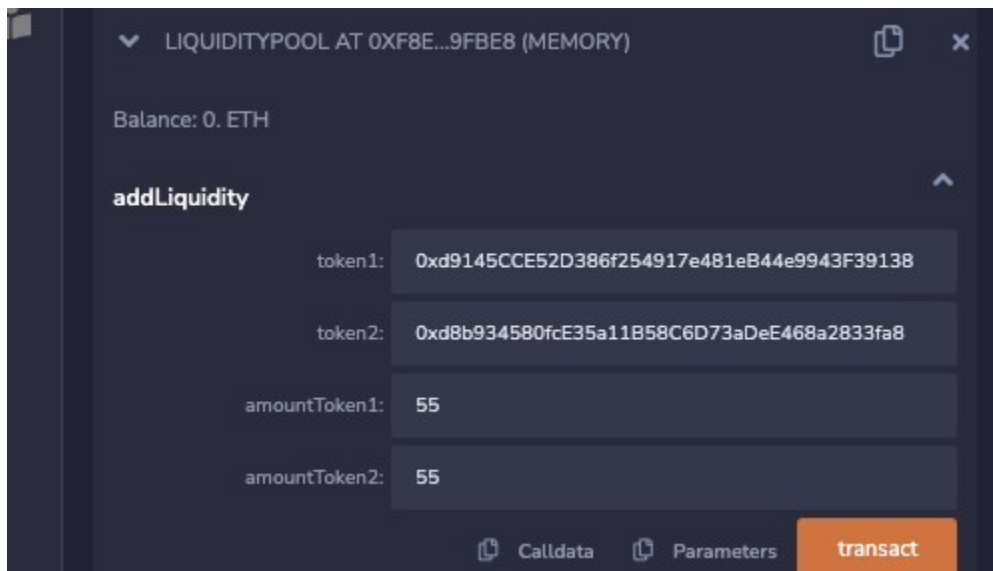 LIQUIDITYPOOL AT 0XF8E...9FBE8 (MEMORY)
Balance: 0. ETH
addLiquidity
token1: 0xd9145CCE52D386f254917e481eB44e9943F39138
token2: 0xd8b934580fcE35a11B58C6D73aDeE468a2833fa8
amountToken1: 55
amountToken2: 55
Calldata Parameters transact